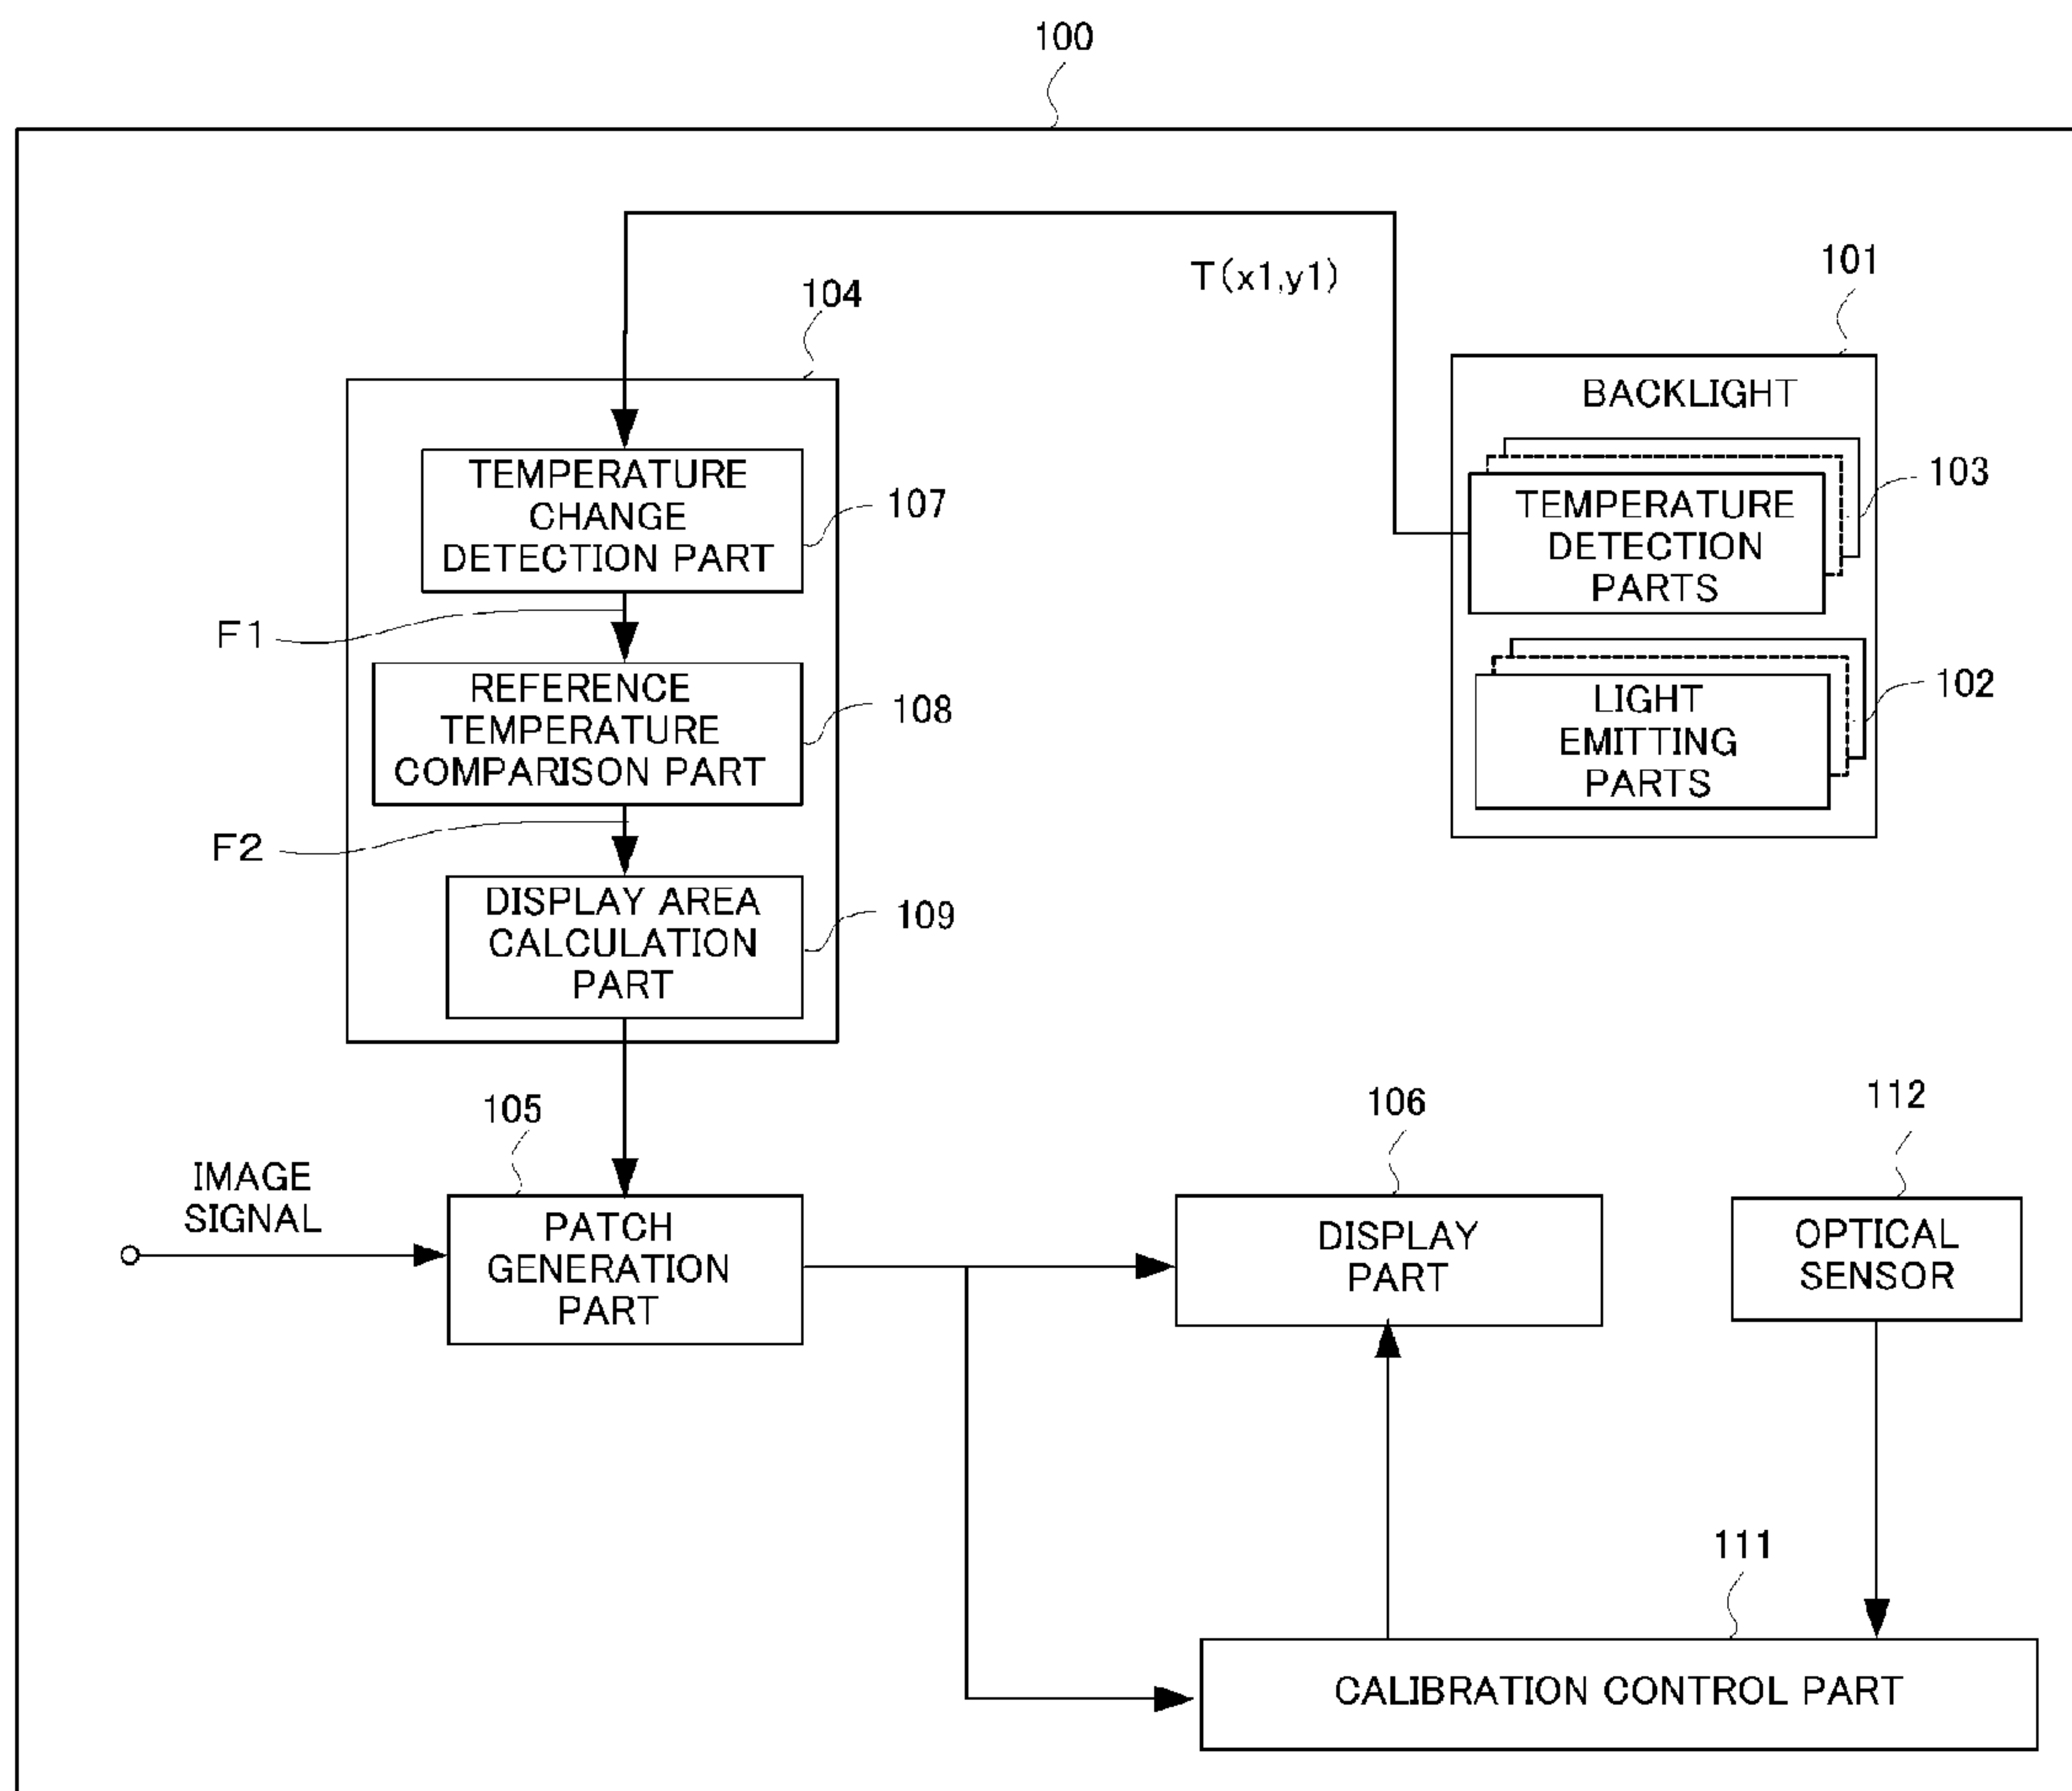 100
T(x1,y1)
101
104
BACKLIGHT
TEMPERATURE
CHANGE
DETECTION PART
107
TEMPERATURE
DETECTION
PARTS
103
F1
REFERENCE
TEMPERATURE
COMPARISON PART
108
LIGHT
EMITTING
PARTS
102
F2
DISPLAY AREA
CALCULATION
PART
109
105
106
112
IMAGE
SIGNAL
PATCH
GENERATION
PART
DISPLAY
PART
OPTICAL
SENSOR
111
CALIBRATION CONTROL PART